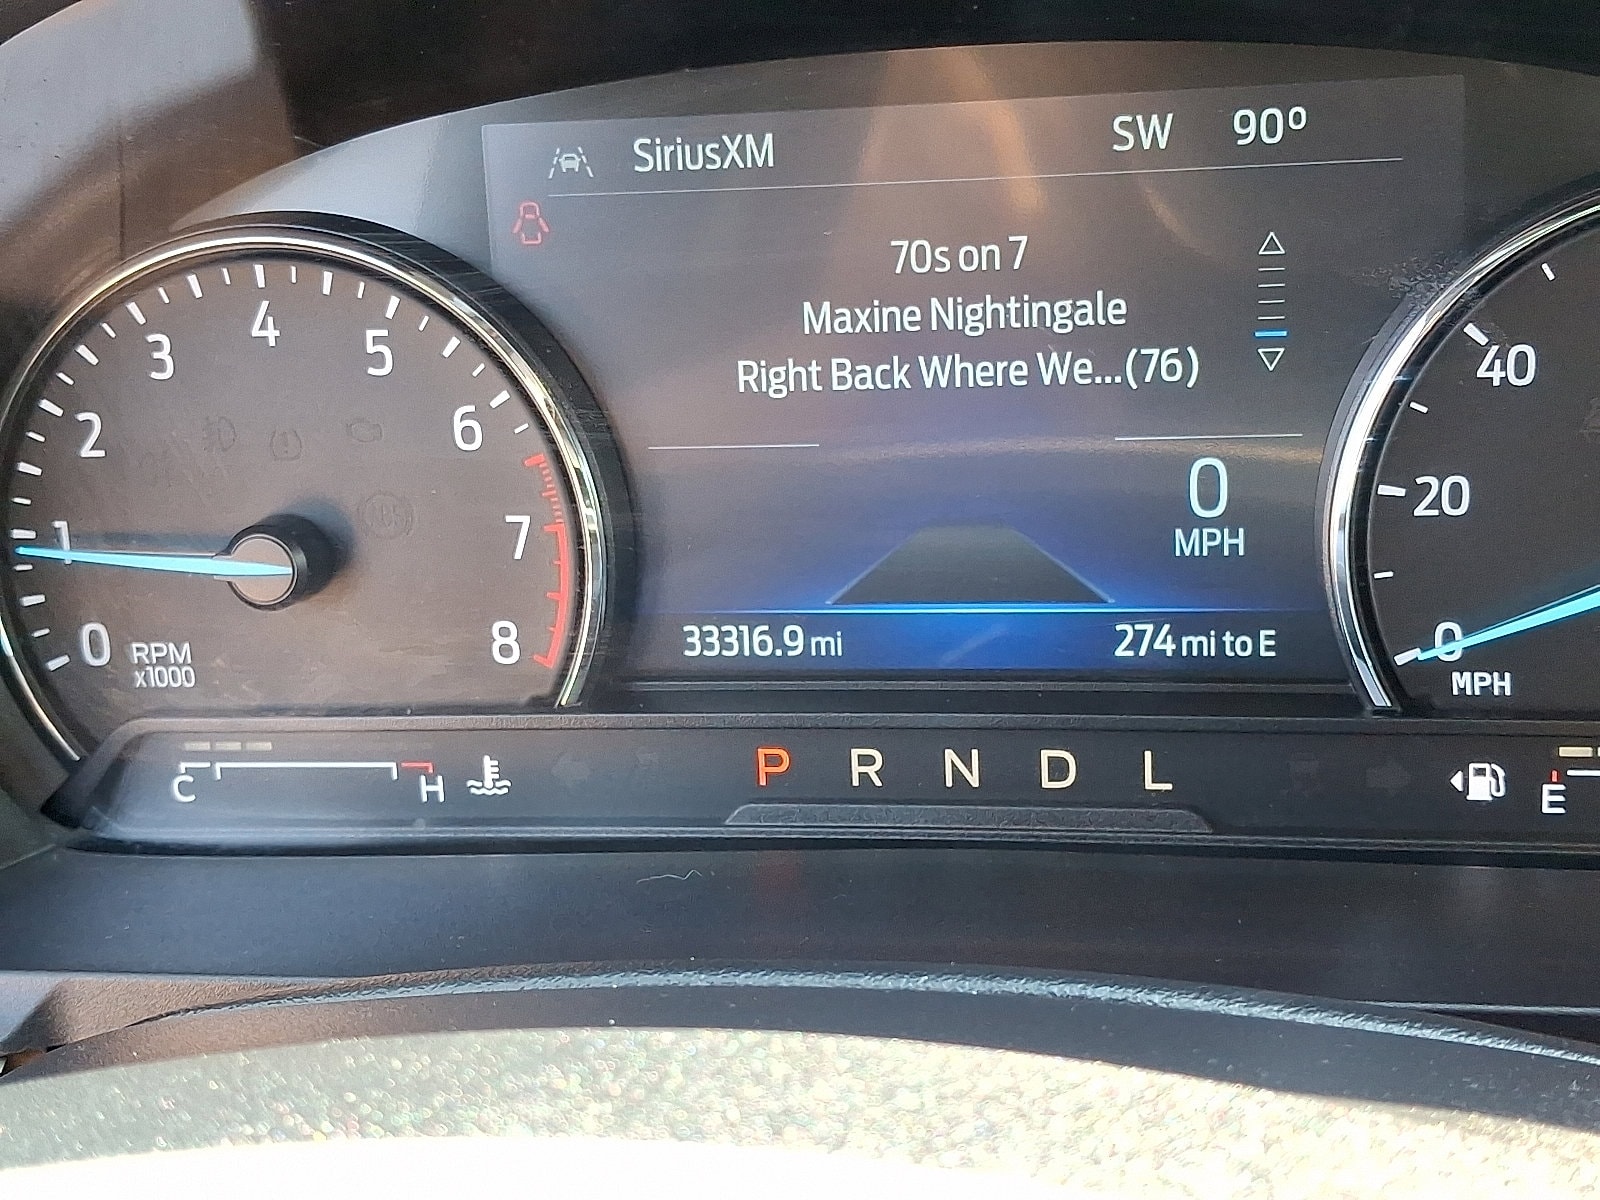 SiriusXM SW 90º
70s on 7
Maxine Nightingale
Right Back Where We...(76)
0
MPH
33316.9 mi 274 mi to E
0 1 2 3 4 5 6 7 8
RPM
x1000
0 20 40
MPH
C H
P R N D L
E